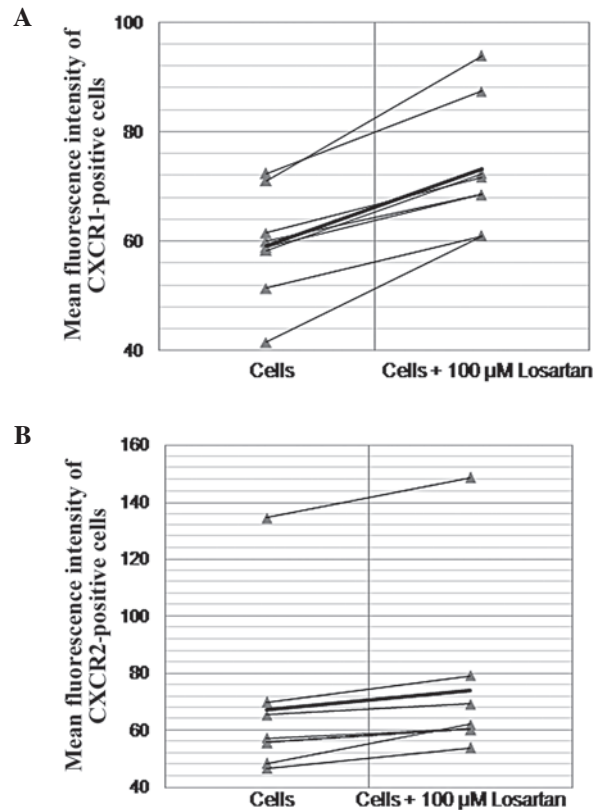 A
Mean fluorescence intensity of
CXCR1-positive cells
100
80
60
40
Cells
Cells + 100 µM Losartan
B
Mean fluorescence intensity of
CXCR2-positive cells
160
140
120
100
80
60
40
Cells
Cells + 100 µM Losartan